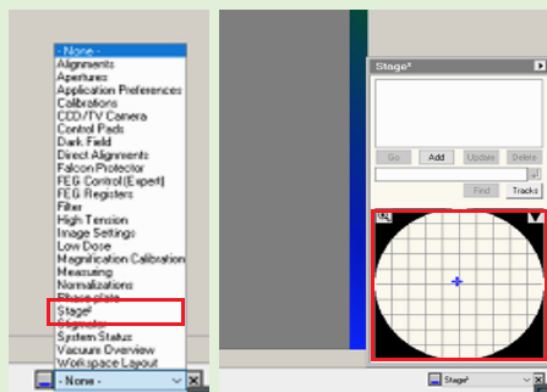 - None -
Alignments
Apertures
Application Preferences
Calibrations
CCD/TV Camera
Control Pads
Dark Field
Direct Alignments
Falcon Protector
FEG Control (Expert)
FEG Registers
Filter
High Tension
Image Settings
Low Dose
Magnification Calibration
Measuring
Normalizations
Phase plate
Stage²
Stigmator
System Status
Vacuum Overview
Workspace Layout
- None -
Stage²
Go Add Update Delete
Find Tracks
Stage²